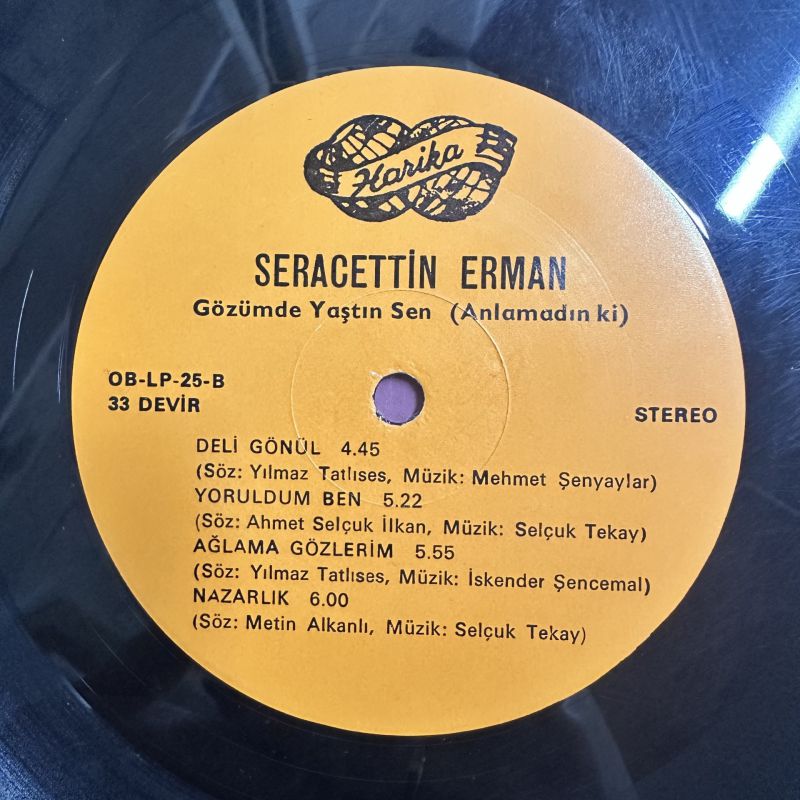 Harika
SERACETTİN ERMAN
Gözümde Yaştın Sen (Anlamadın ki)
OB-LP-25-B
33 DEVİR
STEREO
DELİ GÖNÜL 4.45
(Söz: Yılmaz Tatlıses, Müzik: Mehmet Şenyaylar)
YORULDUM BEN 5.22
(Söz: Ahmet Selçuk İlkan, Müzik: Selçuk Tekay)
AĞLAMA GÖZLERİM 5.55
(Söz: Yılmaz Tatlıses, Müzik: İskender Şencemal)
NAZARLIK 6.00
(Söz: Metin Alkanlı, Müzik: Selçuk Tekay)